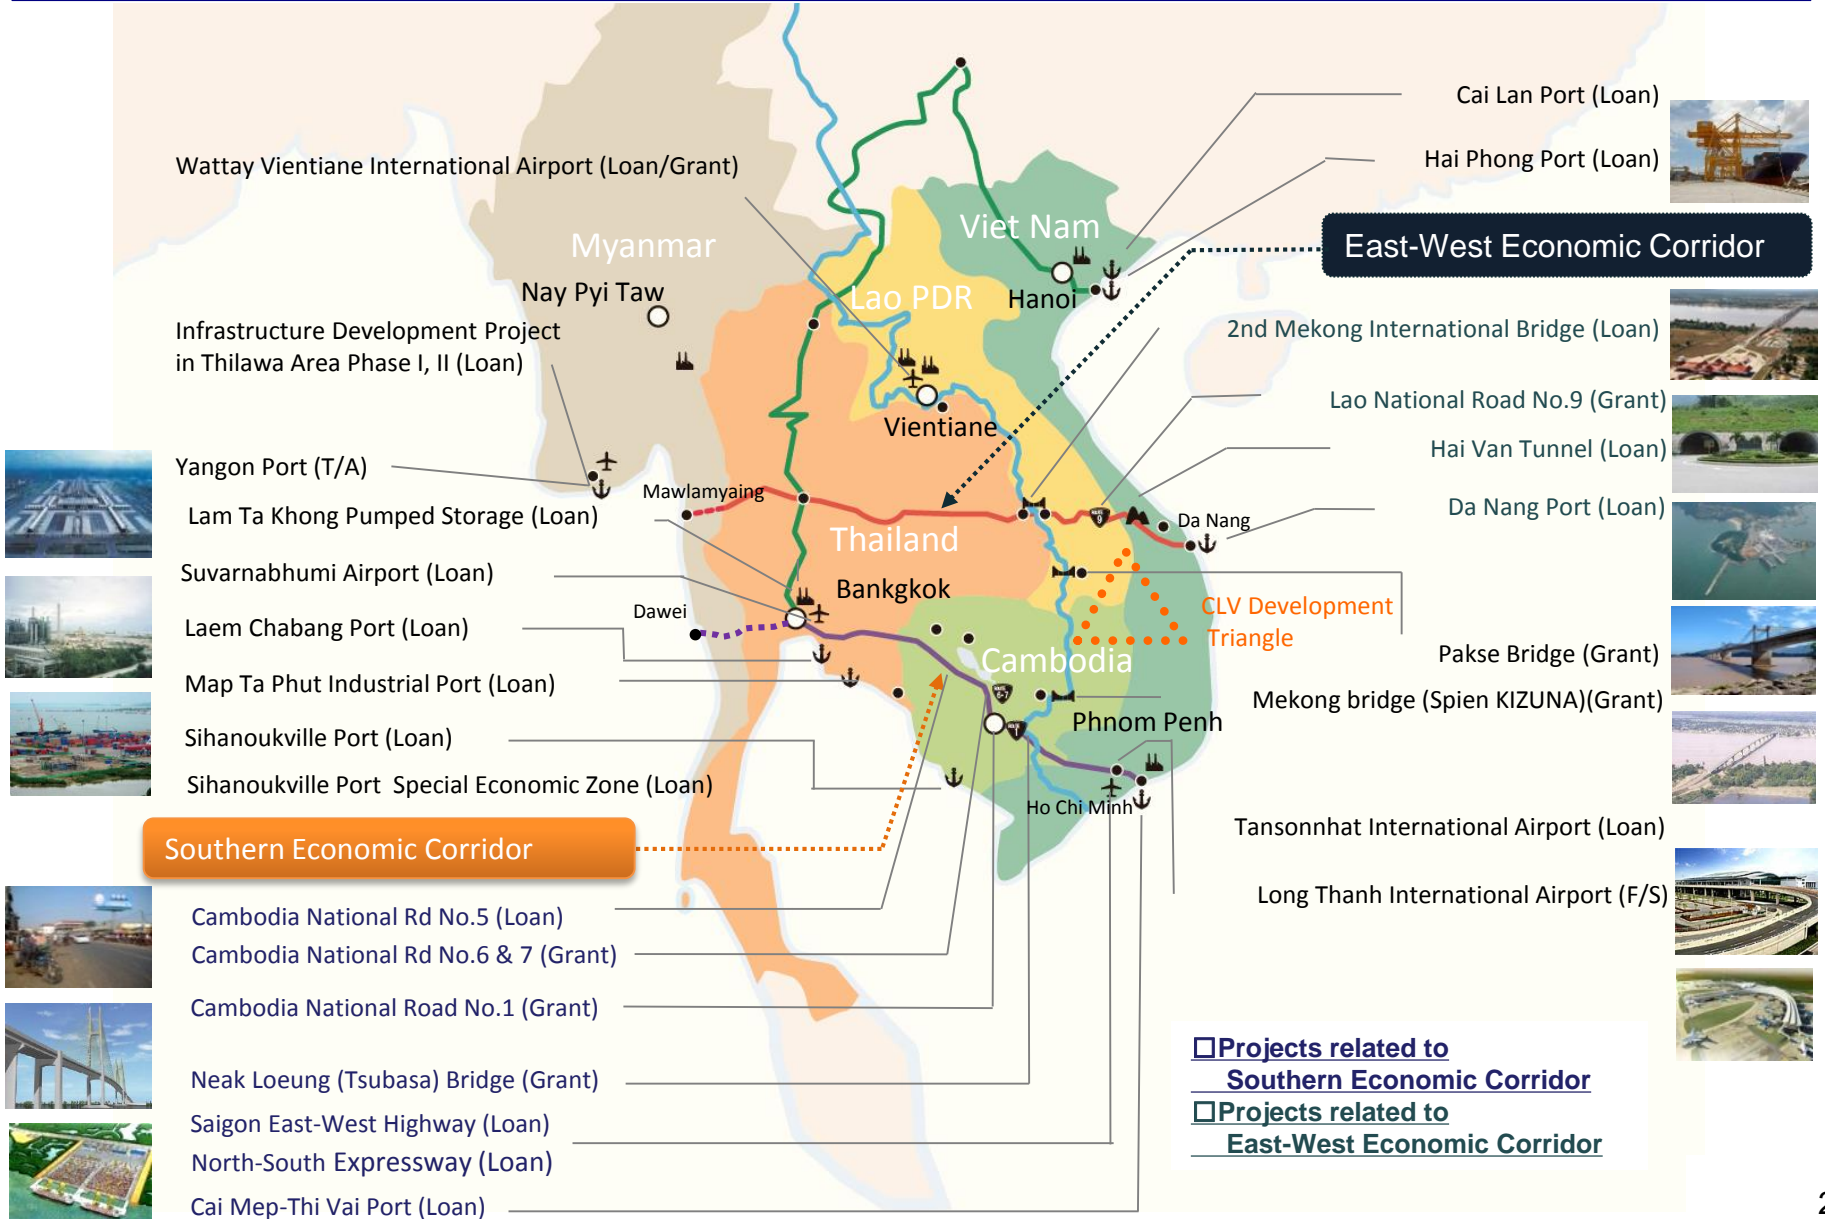 Cai Lan Port (Loan)
Wattay Vientiane International Airport (Loan/Grant)
Hai Phong Port (Loan)
Viet Nam
Myanmar
East-West Economic Corridor
Nay Pyi Taw
Lao PDR
Hanoi
Infrastructure Development Project
in Thilawa Area Phase I, II (Loan)
2nd Mekong International Bridge (Loan)
Lao National Road No.9 (Grant)
Vientiane
Hai Van Tunnel (Loan)
Yangon Port (T/A)
Mawlamyaing
Lam Ta Khong Pumped Storage (Loan)
9
Da Nang
Da Nang Port (Loan)
Thailand
Suvarnabhumi Airport (Loan)
Bankgkok
Dawei
CLV Development
Triangle
Laem Chabang Port (Loan)
Cambodia
Pakse Bridge (Grant)
Map Ta Phut Industrial Port (Loan)
6-7
Mekong bridge (Spien KIZUNA)(Grant)
Phnom Penh
1
Sihanoukville Port (Loan)
Sihanoukville Port Special Economic Zone (Loan)
Ho Chi Minh
Tansonnhat International Airport (Loan)
Southern Economic Corridor
Long Thanh International Airport (F/S)
Cambodia National Rd No.5 (Loan)
Cambodia National Rd No.6 & 7 (Grant)
Cambodia National Road No.1 (Grant)
Neak Loeung (Tsubasa) Bridge (Grant)
Saigon East-West Highway (Loan)
North-South Expressway (Loan)
Cai Mep-Thi Vai Port (Loan)
□Projects related to
Southern Economic Corridor
□Projects related to
East-West Economic Corridor
2